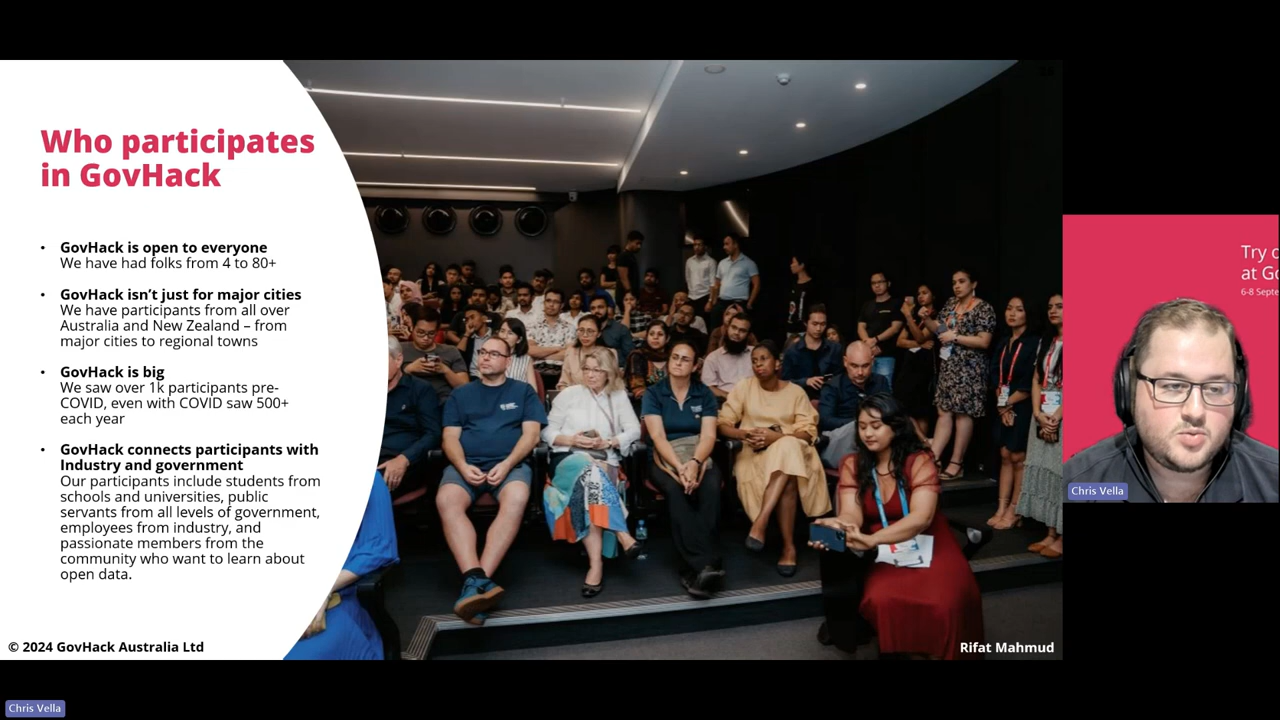 Who participates
in GovHack
• GovHack is open to everyone
We have had folks from 4 to 80+
• GovHack isn’t just for major cities
We have participants from all over
Australia and New Zealand – from
major cities to regional towns
• GovHack is big
We saw over 1k participants pre-
COVID, even with COVID saw 500+
each year
• GovHack connects participants with
Industry and government
Our participants include students from
schools and universities, public
servants from all levels of government,
employees from industry, and
passionate members from the
community who want to learn about
open data.
© 2024 GovHack Australia Ltd
Rifat Mahmud
Try
at
6-8
Chris Vella
Chris Vella